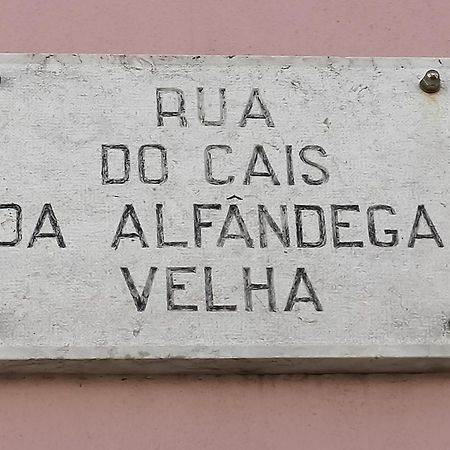 RUA
DO CAIS
DA ALFÂNDEGA
VELHA